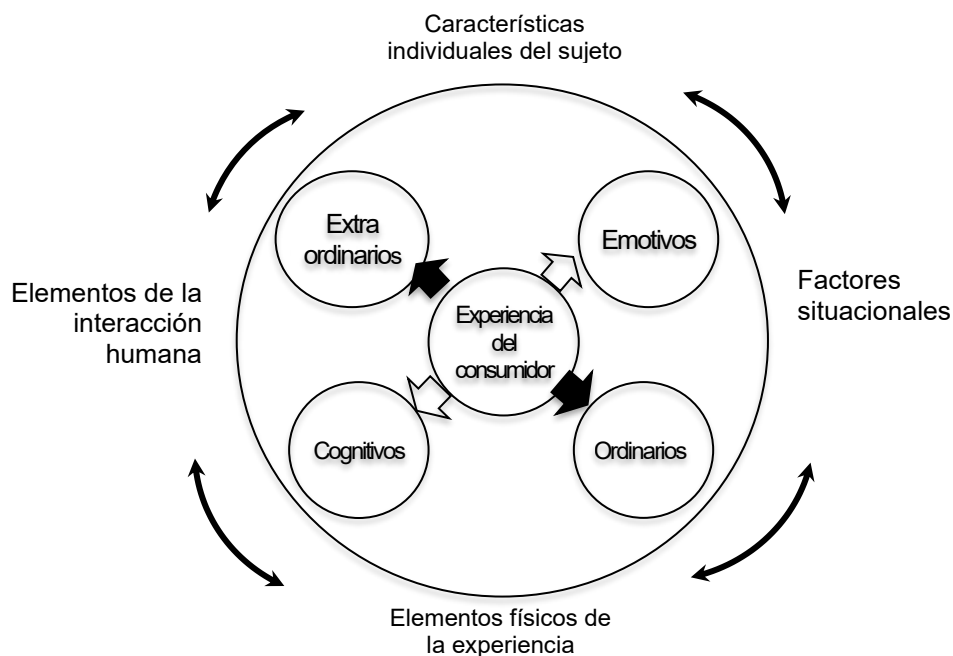 Características
individuales del sujeto
Extra
ordinarios
Emotivos
Elementos de la
interacción
humana
Experiencia
del
consumidor
Factores
situacionales
Cognitivos
Ordinarios
Elementos físicos de
la experiencia